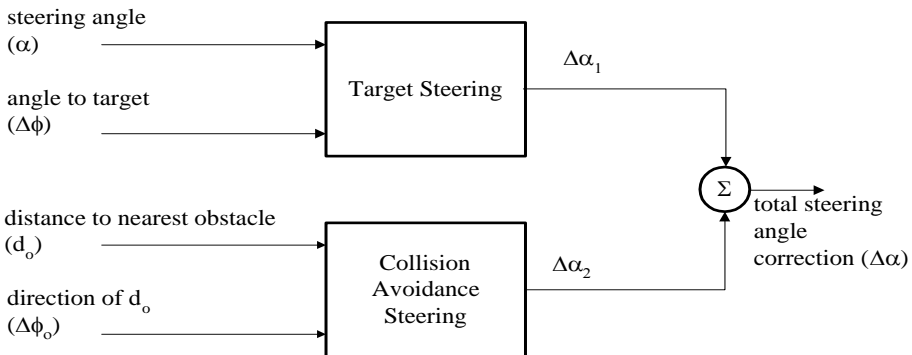 steering angle
(α)
angle to target
(Δϕ)
Target Steering
Δα₁
Σ
total steering
angle
correction (Δα)
distance to nearest obstacle
(dₒ)
direction of dₒ
(Δϕₒ)
Collision
Avoidance
Steering
Δα₂